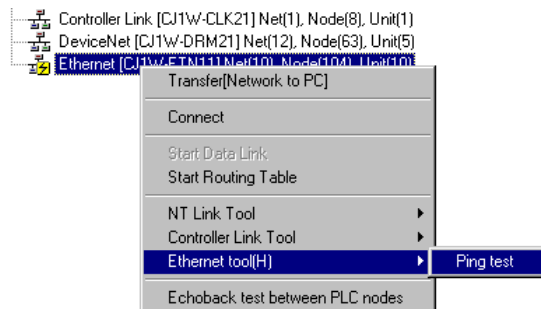 Controller Link [CJ1W-CLK21] Net(1), Node(8), Unit(1)
DeviceNet [CJ1W-DRM21] Net(12), Node(63), Unit(5)
Ethernet [CJ1W-ETN11] Net(10), Node(104), Unit(10)
Transfer[Network to PC]
Connect
Start Data Link
Start Routing Table
NT Link Tool
Controller Link Tool
Ethernet tool(H)
Ping test
Echoback test between PLC nodes